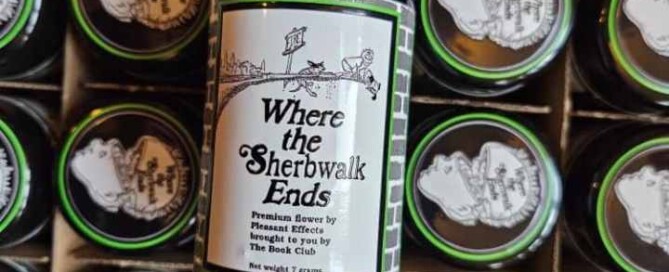 Where
the
Sherbwalk
Ends
Premium flower by
Pleasant Effects
brought to you by
The Book Club
Net weight 7 grams